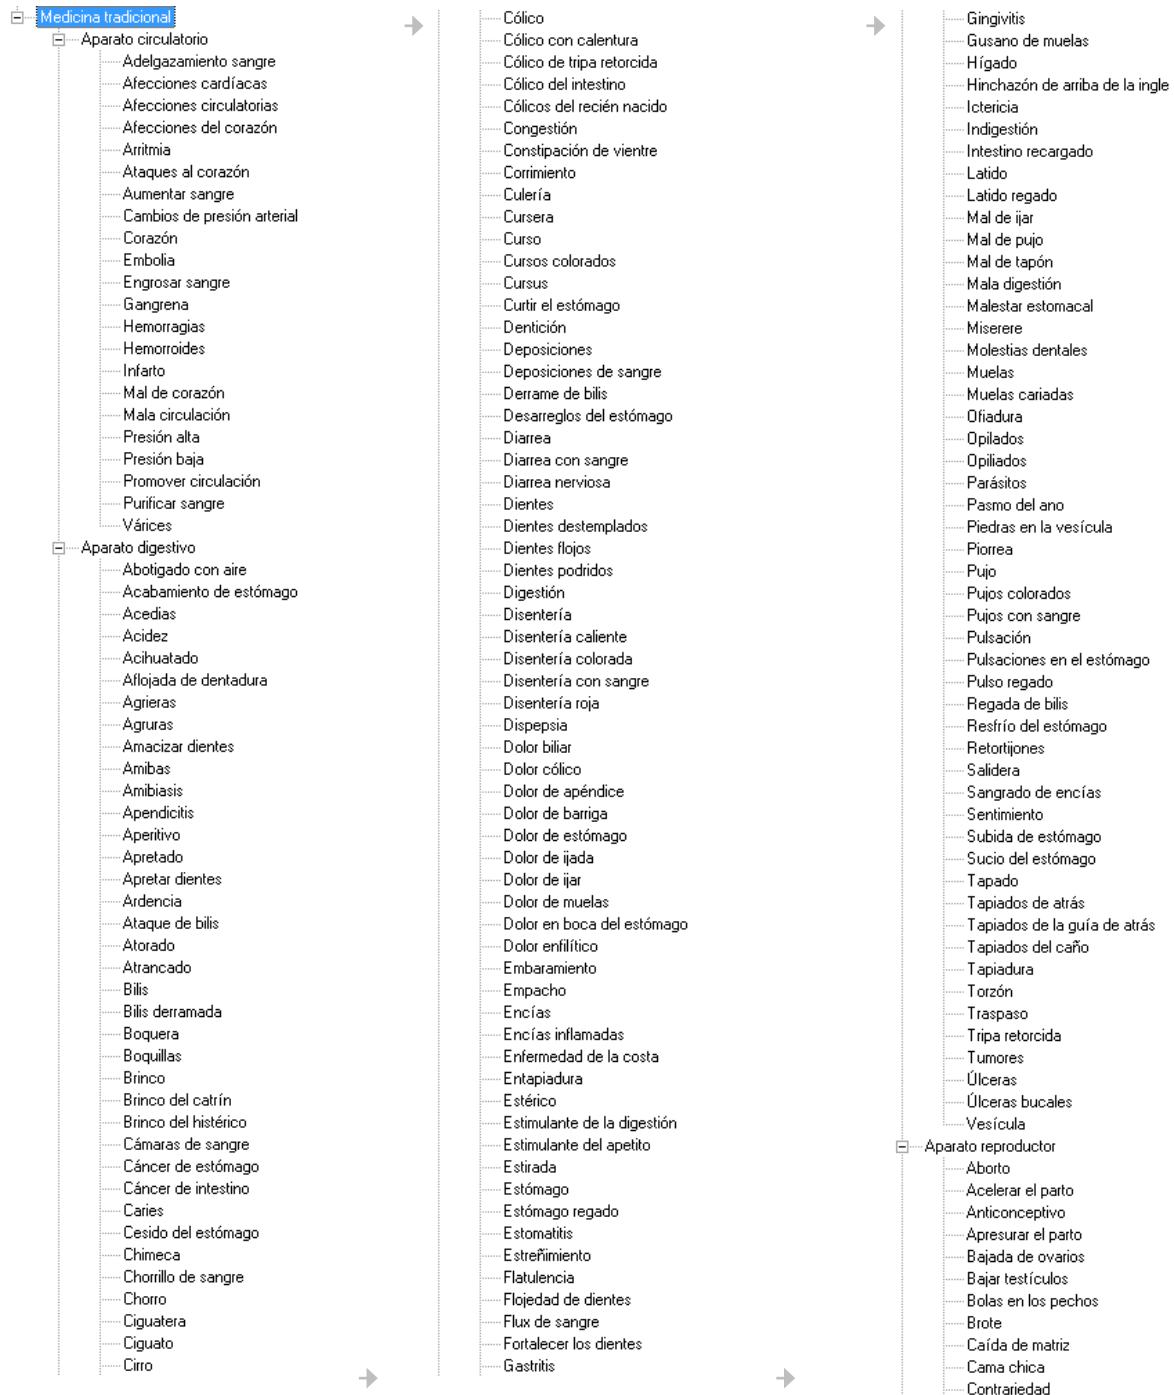 Medicina tradicional
Aparato circulatorio
Adelgazamiento sangre
Afecciones cardíacas
Afecciones circulatorias
Afecciones del corazón
Arritmia
Ataques al corazón
Aumentar sangre
Cambios de presión arterial
Corazón
Embolia
Engrosar sangre
Gangrena
Hemorragias
Hemorroides
Infarto
Mal de corazón
Mala circulación
Presión alta
Presión baja
Promover circulación
Purificar sangre
Várices
Aparato digestivo
Abotigado con aire
Acabamiento de estómago
Acedias
Acidez
Acihuatado
Aflojada de dentadura
Agrieras
Agruras
Amacizar dientes
Amibas
Amibiasis
Apendicitis
Aperitivo
Apretado
Apretar dientes
Ardencia
Ataque de bilis
Atorado
Atrancado
Bilis
Bilis derramada
Boquera
Boquillas
Brinco
Brinco del catrín
Brinco del histérico
Cámaras de sangre
Cáncer de estómago
Cáncer de intestino
Caries
Cesido del estómago
Chimeca
Chorrillo de sangre
Chorro
Ciguatera
Ciguato
Cirro
Cólico
Cólico con calentura
Cólico de tripa retorcida
Cólico del intestino
Cólicos del recién nacido
Congestión
Constipación de vientre
Corrimiento
Culería
Cursera
Curso
Cursos colorados
Cursus
Curtir el estómago
Dentición
Deposiciones
Deposiciones de sangre
Derrame de bilis
Desarreglos del estómago
Diarrea
Diarrea con sangre
Diarrea nerviosa
Dientes
Dientes destemplados
Dientes flojos
Dientes podridos
Digestión
Disentería
Disentería caliente
Disentería colorada
Disentería con sangre
Disentería roja
Dispepsia
Dolor biliar
Dolor cólico
Dolor de apéndice
Dolor de barriga
Dolor de estómago
Dolor de ijada
Dolor de ijar
Dolor de muelas
Dolor en boca del estómago
Dolor enfilítico
Embaramiento
Empacho
Encías
Encías inflamadas
Enfermedad de la costa
Entapiadura
Estérico
Estimulante de la digestión
Estimulante del apetito
Estirada
Estómago
Estómago regado
Estomatitis
Estreñimiento
Flatulencia
Flojedad de dientes
Flux de sangre
Fortalecer los dientes
Gastritis
Gingivitis
Gusano de muelas
Hígado
Hinchazón de arriba de la ingle
Ictericia
Indigestión
Intestino recargado
Latido
Latido regado
Mal de ijar
Mal de pujo
Mal de tapón
Mala digestión
Malestar estomacal
Miserere
Molestias dentales
Muelas
Muelas cariadas
Ofiadura
Opilados
Opiliados
Parásitos
Pasmo del ano
Piedras en la vesícula
Piorrea
Pujo
Pujos colorados
Pujos con sangre
Pulsación
Pulsaciones en el estómago
Pulso regado
Regada de bilis
Resfrío del estómago
Retortijones
Salidera
Sangrado de encías
Sentimiento
Subida de estómago
Sucio del estómago
Tapado
Tapiados de atrás
Tapiados de la guía de atrás
Tapiados del caño
Tapiadura
Torzón
Traspaso
Tripa retorcida
Tumores
Úlceras
Úlceras bucales
Vesícula
Aparato reproductor
Aborto
Acelerar el parto
Anticonceptivo
Apresurar el parto
Bajada de ovarios
Bajar testículos
Bolas en los pechos
Brote
Caída de matriz
Cama chica
Contrariedad